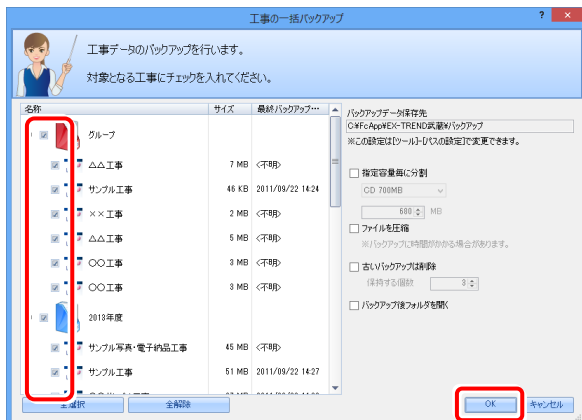 工事の一括バックアップ
? ×
工事データのバックアップを行います。
対象となる工事にチェックを入れてください。
名称 サイズ 最終バックアップ…
グループ
△△工事 7 MB <不明>
サンプル工事 46 KB 2011/09/22 14:24
××工事 2 MB <不明>
△△工事 5 MB <不明>
〇〇工事 3 MB <不明>
〇〇工事 3 MB <不明>
2013年度
サンプル写真・電子納品工事 45 MB <不明>
サンプル工事 51 MB 2011/09/22 14:27
全選択 全解除
バックアップデータ保存先
C:¥FcApp¥EX-TREND武蔵¥バックアップ
※この設定は[ツール]-[パスの設定]で変更できます。
指定容量毎に分割
CD 700MB
680 MB
ファイルを圧縮
※バックアップに時間がかかる場合があります。
古いバックアップは削除
保持する個数 3
バックアップ後フォルダを開く
OK キャンセル